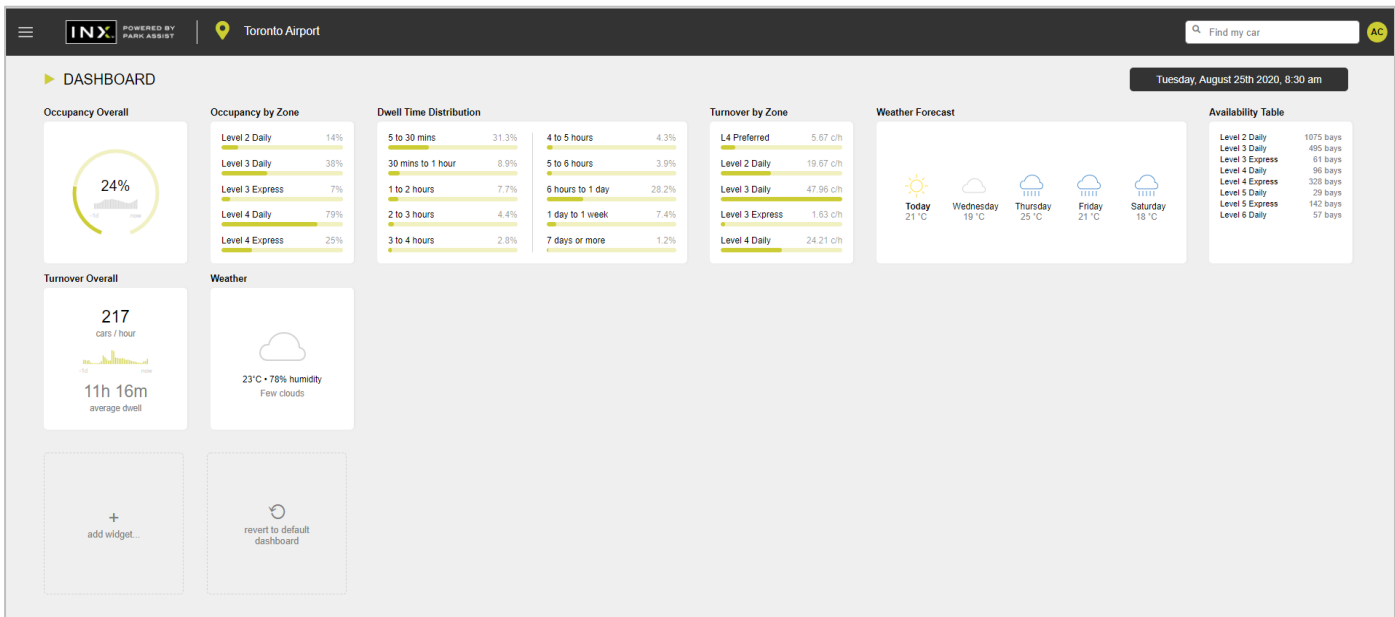 INX. POWERED BY
PARK ASSIST
Toronto Airport
Find my car
AC
DASHBOARD
Tuesday, August 25th 2020, 8:30 am
Occupancy Overall
24%
-1d now
Occupancy by Zone
Level 2 Daily 14%
Level 3 Daily 38%
Level 3 Express 7%
Level 4 Daily 79%
Level 4 Express 25%
Dwell Time Distribution
5 to 30 mins 31.3%
30 mins to 1 hour 8.9%
1 to 2 hours 7.7%
2 to 3 hours 4.4%
3 to 4 hours 2.8%
4 to 5 hours 4.3%
5 to 6 hours 3.9%
6 hours to 1 day 28.2%
1 day to 1 week 7.4%
7 days or more 1.2%
Turnover by Zone
L4 Preferred 5.67 c/h
Level 2 Daily 19.67 c/h
Level 3 Daily 47.96 c/h
Level 3 Express 1.63 c/h
Level 4 Daily 24.21 c/h
Weather Forecast
Today Wednesday Thursday Friday Saturday
21 °C 19 °C 25 °C 21 °C 18 °C
Availability Table
Level 2 Daily 1075 bays
Level 3 Daily 495 bays
Level 3 Express 61 bays
Level 4 Daily 96 bays
Level 4 Express 328 bays
Level 5 Daily 29 bays
Level 5 Express 142 bays
Level 6 Daily 57 bays
Turnover Overall
217
cars / hour
-1d now
11h 16m
average dwell
Weather
23°C • 78% humidity
Few clouds
+
add widget...
revert to default
dashboard